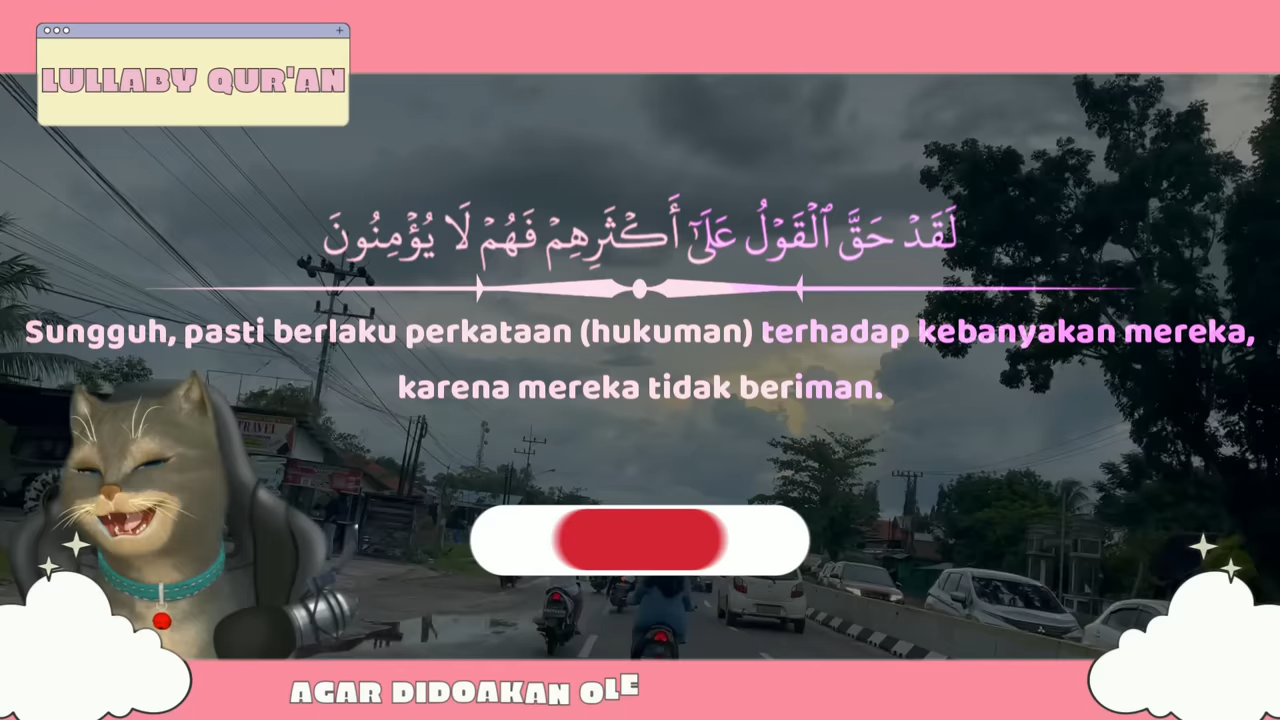 LULLABY QUR'AN
لَقَدْ حَقَّ ٱلْقَوْلُ عَلَىٰٓ أَكْثَرِهِمْ فَهُمْ لَا يُؤْمِنُونَ
Sungguh, pasti berlaku perkataan (hukuman) terhadap kebanyakan mereka,
karena mereka tidak beriman.
TRAVEL
AGAR DIDOAKAN OLE